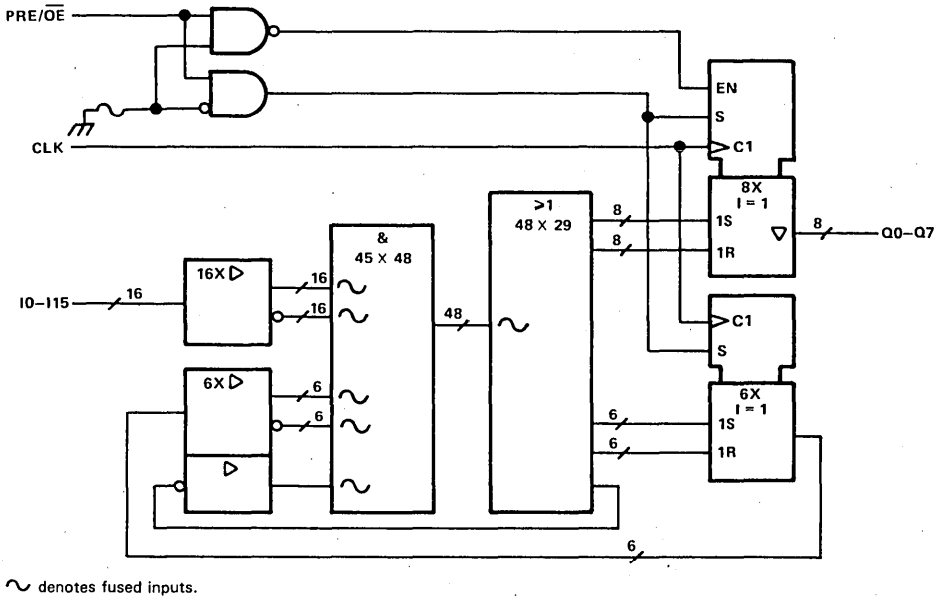 PRE/OE
EN
S
CLK
C1
8X
I = 1
≥1
48 X 29
8
1S
8
Q0–Q7
&
45 X 48
8
1R
16X ▷
16
I0–I15
16
16
48
C1
S
6X ▷
6
6X
I = 1
6
6
1S
6
1R
6
∼ denotes fused inputs.